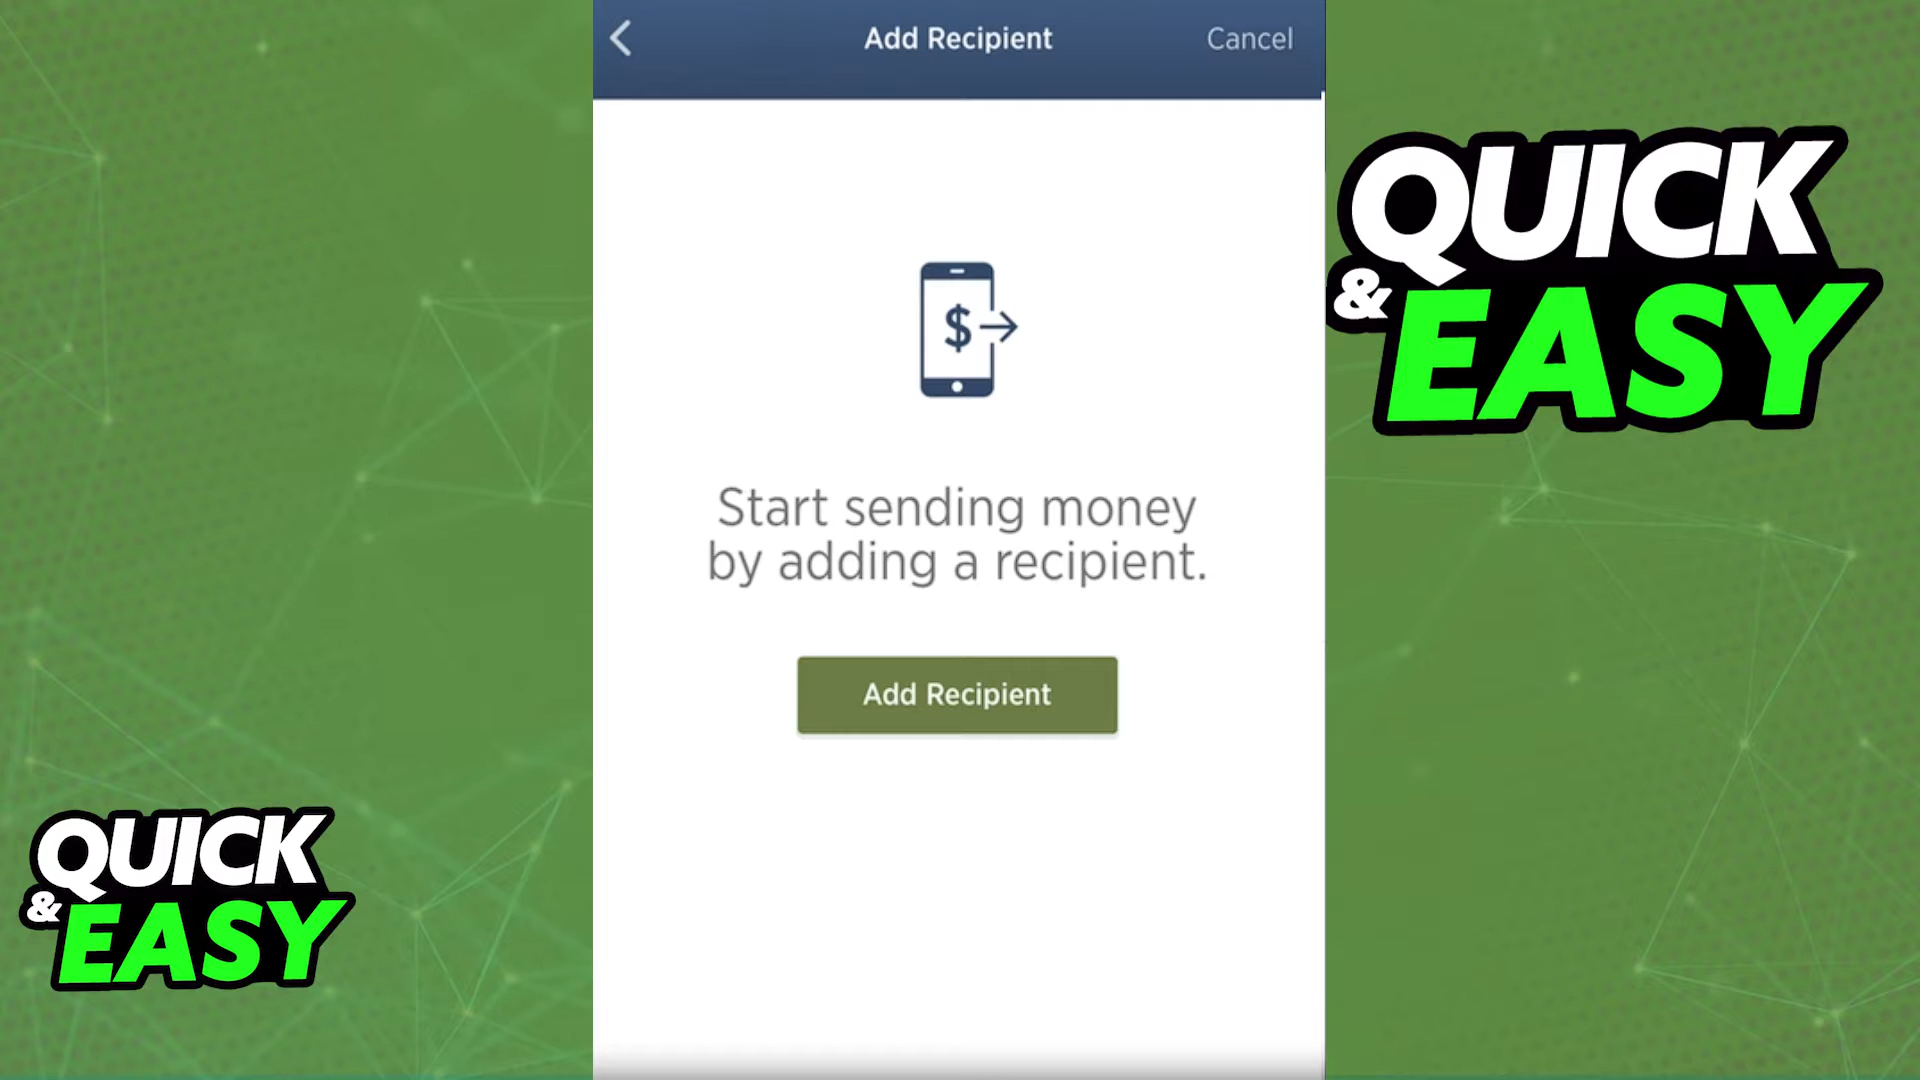 Add Recipient
Cancel
$
Start sending money
by adding a recipient.
Add Recipient
QUICK
& EASY
QUICK
& EASY